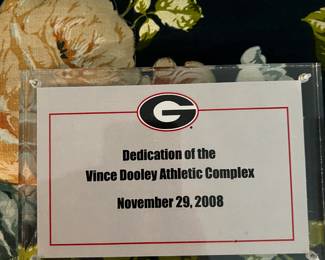 G
Dedication of the
Vince Dooley Athletic Complex
November 29, 2008